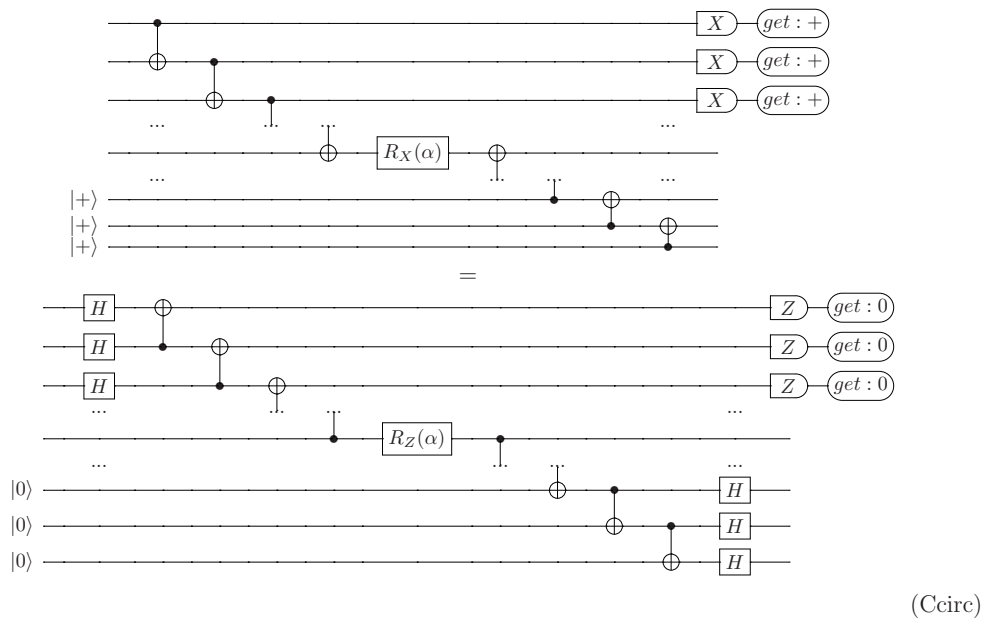 X get : +
X get : +
X get : +
... ... ...
R_X(α)
... ... ... ...
|+⟩
|+⟩
|+⟩
=
H Z get : 0
H Z get : 0
H Z get : 0
... ... ... ...
R_Z(α)
... ... ... ...
|0⟩ H
|0⟩ H
|0⟩ H
(Ccirc)